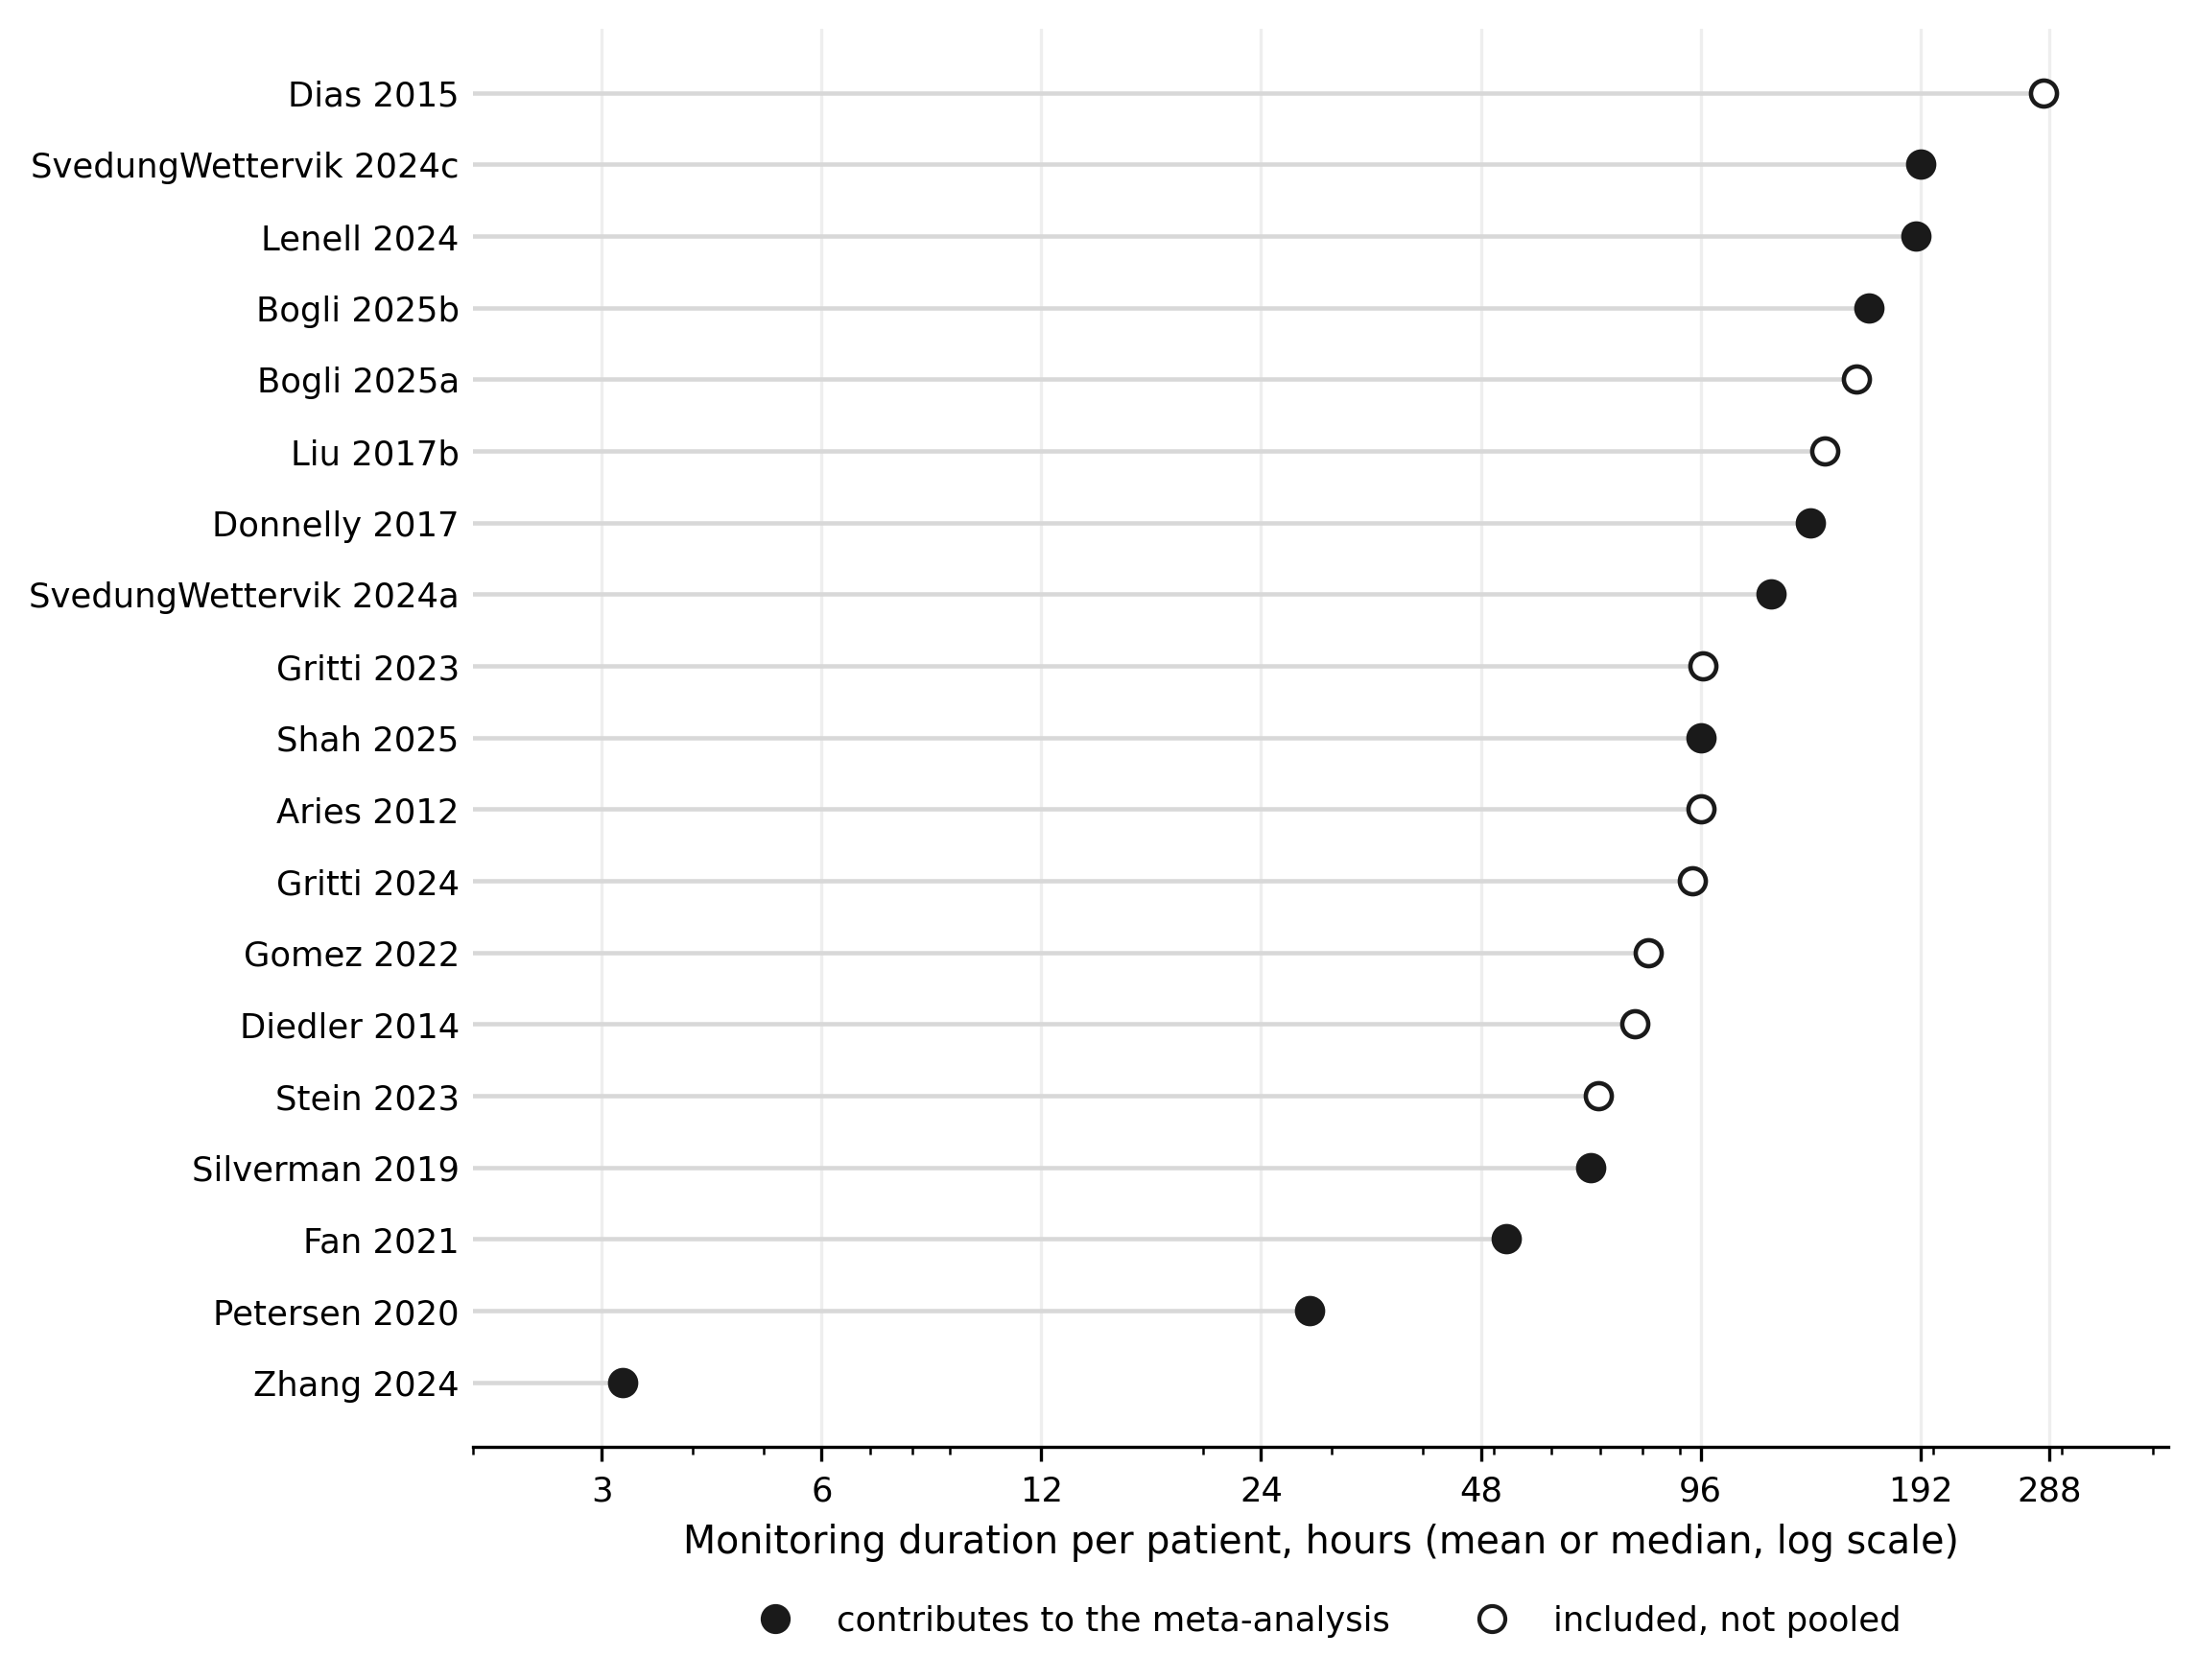 Dias 2015
SvedungWettervik 2024c
Lenell 2024
Bogli 2025b
Bogli 2025a
Liu 2017b
Donnelly 2017
SvedungWettervik 2024a
Gritti 2023
Shah 2025
Aries 2012
Gritti 2024
Gomez 2022
Diedler 2014
Stein 2023
Silverman 2019
Fan 2021
Petersen 2020
Zhang 2024
3 6 12 24 48 96 192 288
Monitoring duration per patient, hours (mean or median, log scale)
contributes to the meta-analysis included, not pooled